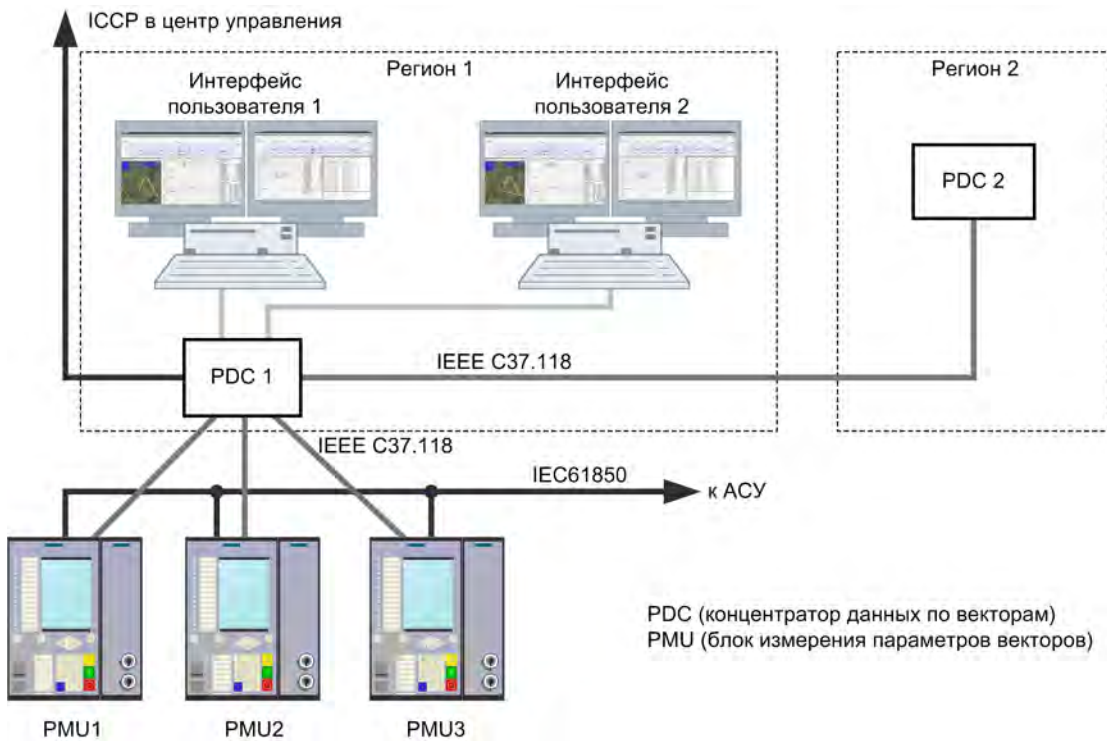 ICCP в центр управления
Регион 1
Регион 2
Интерфейс
пользователя 1
Интерфейс
пользователя 2
PDC 2
PDC 1
IEEE C37.118
IEEE C37.118
IEC61850
к АСУ
PDC (концентратор данных по векторам)
PMU (блок измерения параметров векторов)
PMU1
PMU2
PMU3